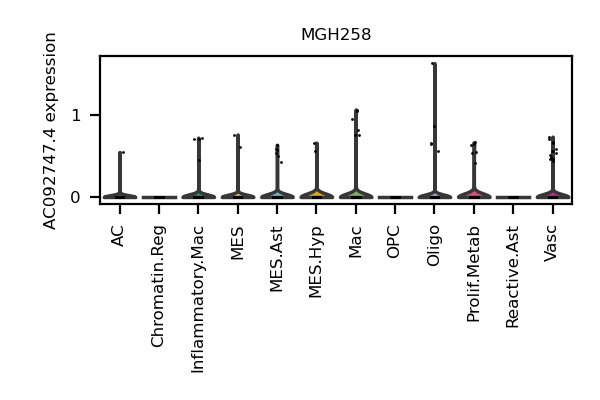 MGH258
AC092747.4 expression
1
0
AC
Chromatin.Reg
Inflammatory.Mac
MES
MES.Ast
MES.Hyp
Mac
OPC
Oligo
Prolif.Metab
Reactive.Ast
Vasc